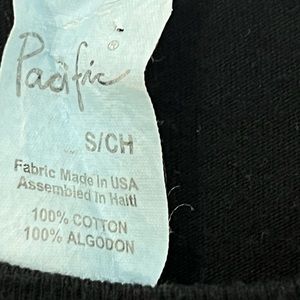 Pacific®
S/CH
Fabric Made in USA
Assembled in Haiti
100% COTTON
100% ALGODON